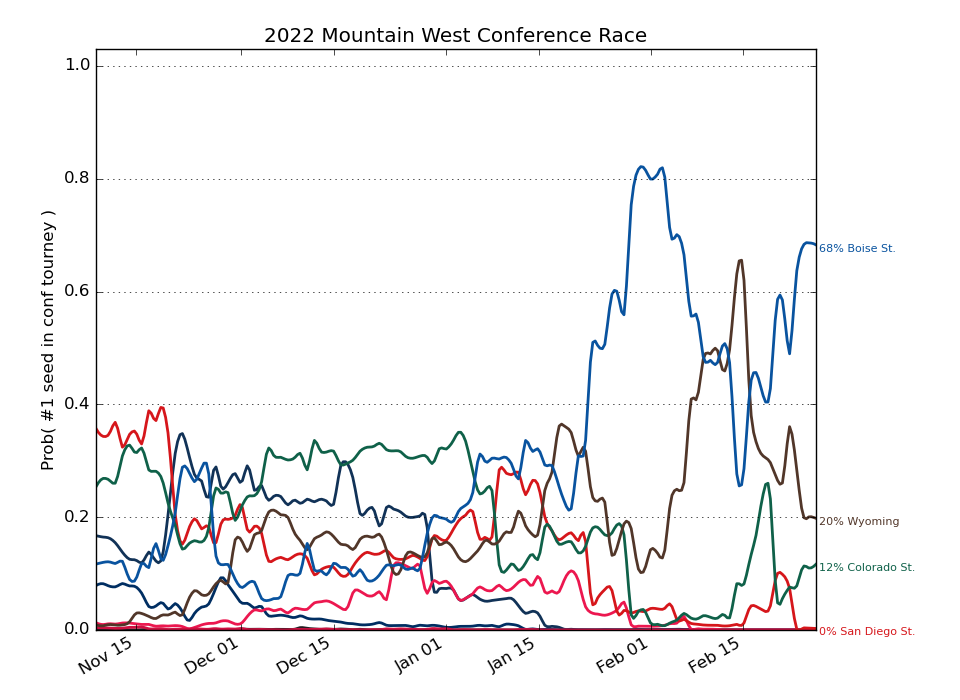 2022 Mountain West Conference Race
Prob( #1 seed in conf tourney )
1.0
0.8
0.6
0.4
0.2
0.0
68% Boise St.
20% Wyoming
12% Colorado St.
0% San Diego St.
Nov 15
Dec 01
Dec 15
Jan 01
Jan 15
Feb 01
Feb 15